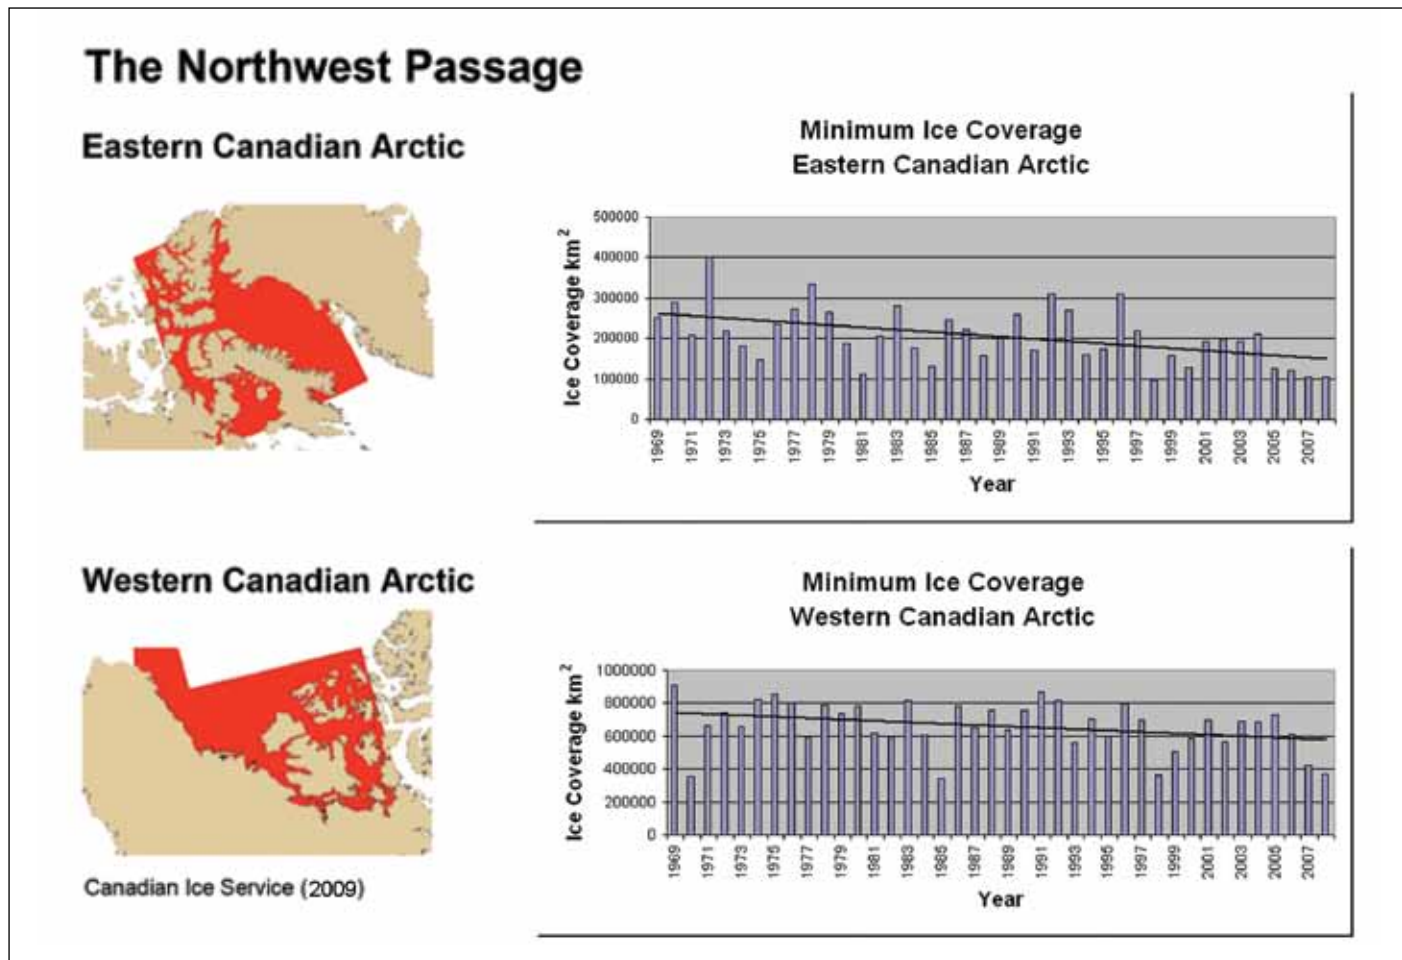 The Northwest Passage
Eastern Canadian Arctic
Minimum Ice Coverage
Eastern Canadian Arctic
Ice Coverage km²
500000
400000
300000
200000
100000
0
1969 1971 1973 1975 1977 1979 1981 1983 1985 1987 1989 1991 1993 1995 1997 1999 2001 2003 2005 2007
Year
Western Canadian Arctic
Minimum Ice Coverage
Western Canadian Arctic
Ice Coverage km²
1000000
800000
600000
400000
200000
0
1969 1971 1973 1975 1977 1979 1981 1983 1985 1987 1989 1991 1993 1995 1997 1999 2001 2003 2005 2007
Year
Canadian Ice Service (2009)